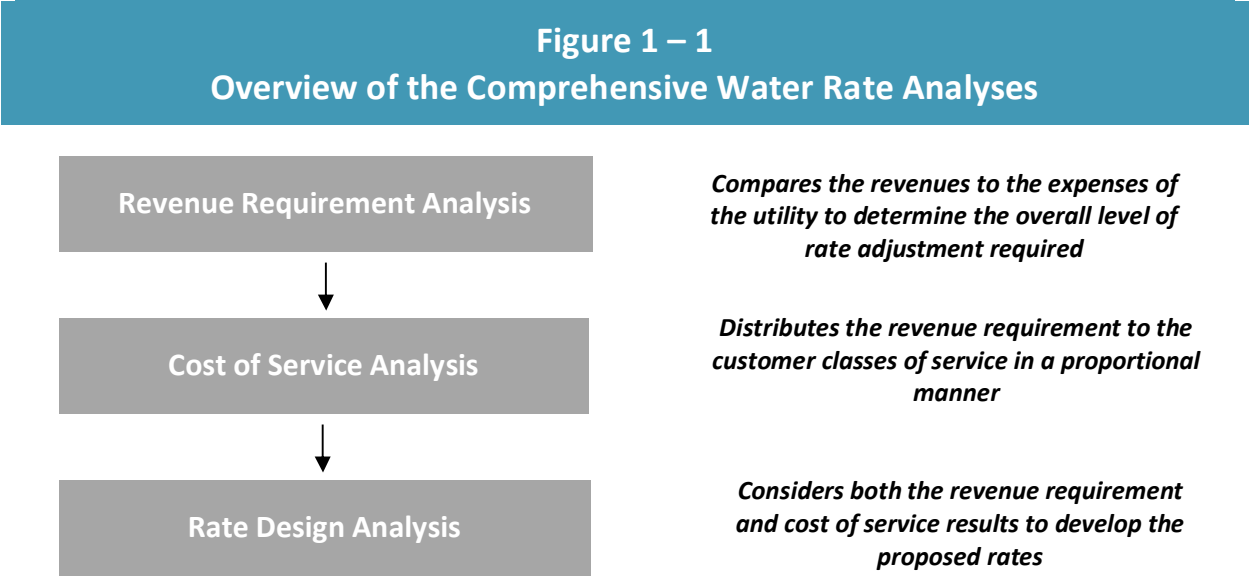 Figure 1 – 1
Overview of the Comprehensive Water Rate Analyses
Revenue Requirement Analysis
Compares the revenues to the expenses of
the utility to determine the overall level of
rate adjustment required
Cost of Service Analysis
Distributes the revenue requirement to the
customer classes of service in a proportional
manner
Rate Design Analysis
Considers both the revenue requirement
and cost of service results to develop the
proposed rates